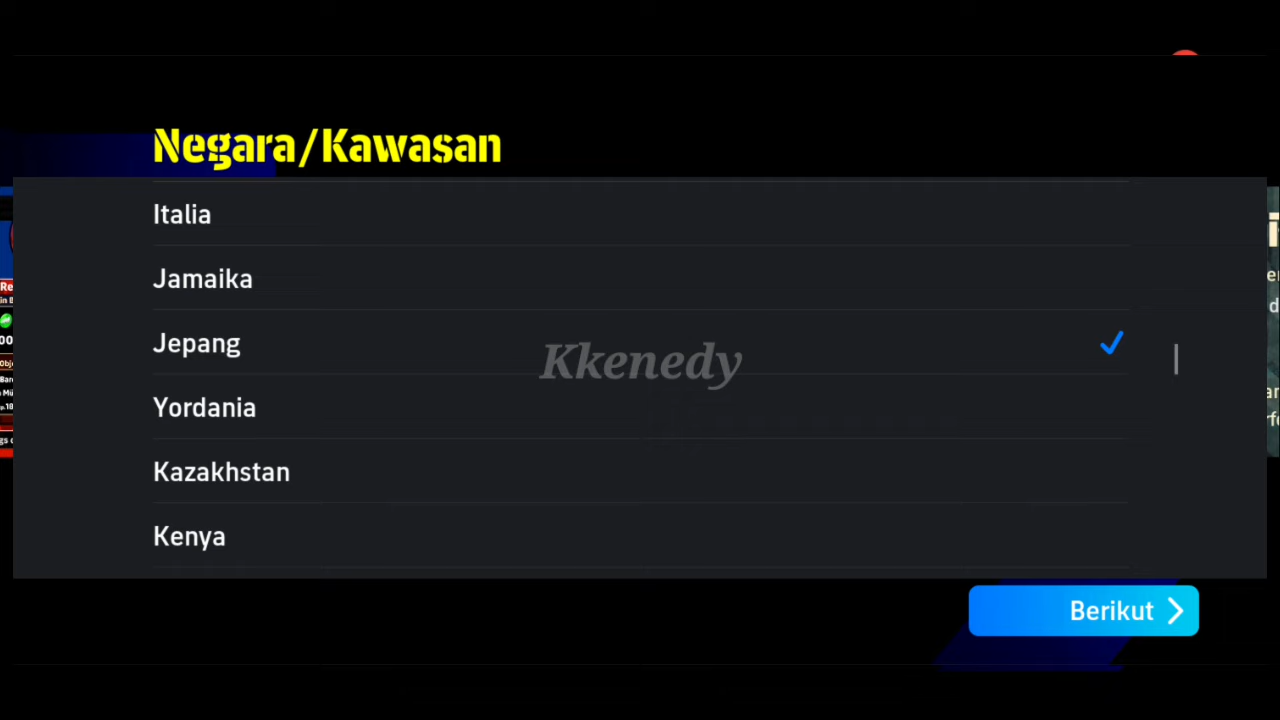 Negara/Kawasan
Italia
Jamaika
Jepang
Kkenedy
Yordania
Kazakhstan
Kenya
Berikut